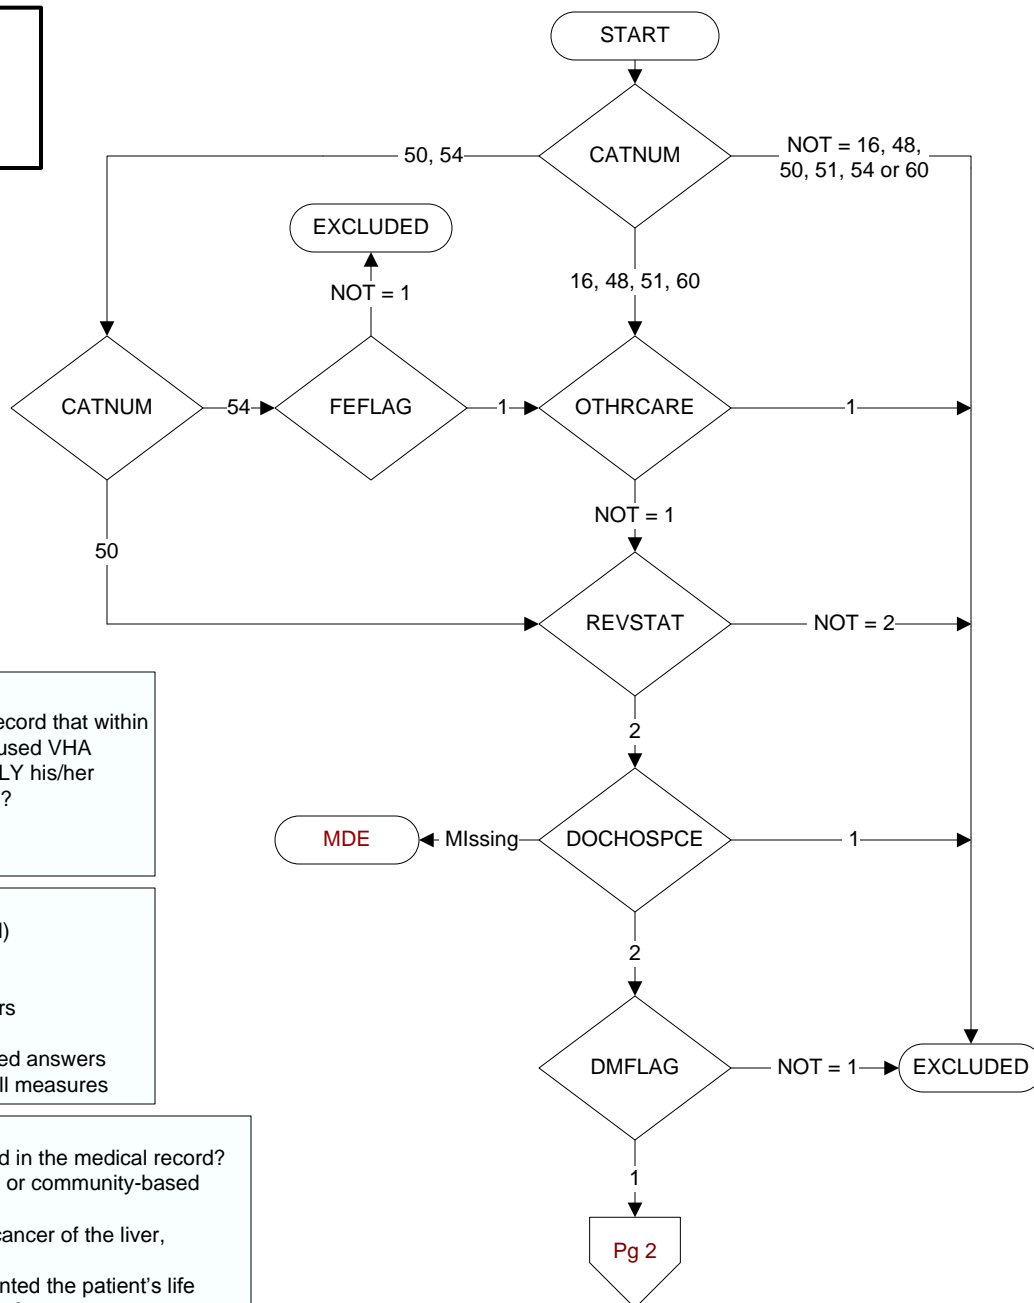 START
CATNUM
50, 54
NOT = 16, 48,
50, 51, 54 or 60
EXCLUDED
NOT = 1
16, 48, 51, 60
CATNUM
54
FEFLAG
1
OTHRCARE
1
NOT = 1
50
REVSTAT
NOT = 2
2
MDE
MIssing
DOCHOSPCE
1
2
DMFLAG
NOT = 1
EXCLUDED
1
Pg 2
ecord that within
used VHA
LY his/her
?
l)
rs
ed answers
ll measures
d in the medical record?
or community-based
cancer of the liver,
nted the patient's life